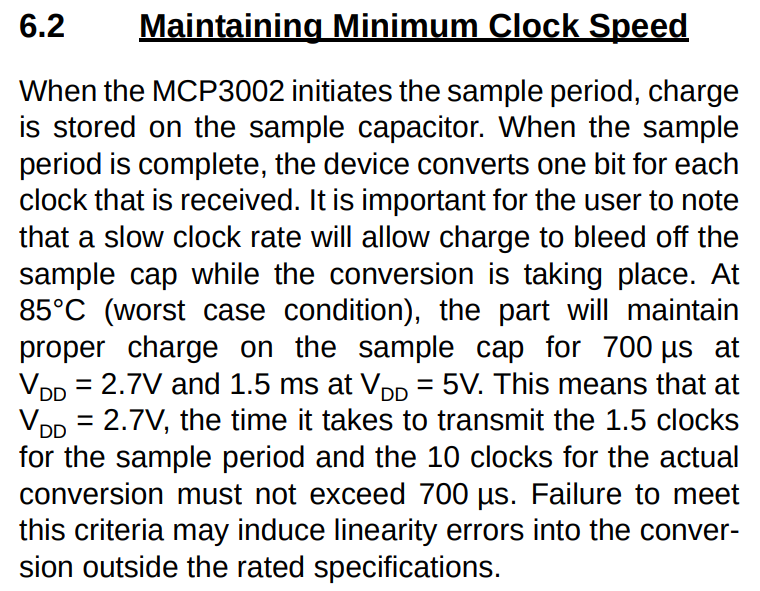 6.2 Maintaining Minimum Clock Speed
When the MCP3002 initiates the sample period, charge
is stored on the sample capacitor. When the sample
period is complete, the device converts one bit for each
clock that is received. It is important for the user to note
that a slow clock rate will allow charge to bleed off the
sample cap while the conversion is taking place. At
85°C (worst case condition), the part will maintain
proper charge on the sample cap for 700 µs at
VDD = 2.7V and 1.5 ms at VDD = 5V. This means that at
VDD = 2.7V, the time it takes to transmit the 1.5 clocks
for the sample period and the 10 clocks for the actual
conversion must not exceed 700 µs. Failure to meet
this criteria may induce linearity errors into the conver-
sion outside the rated specifications.